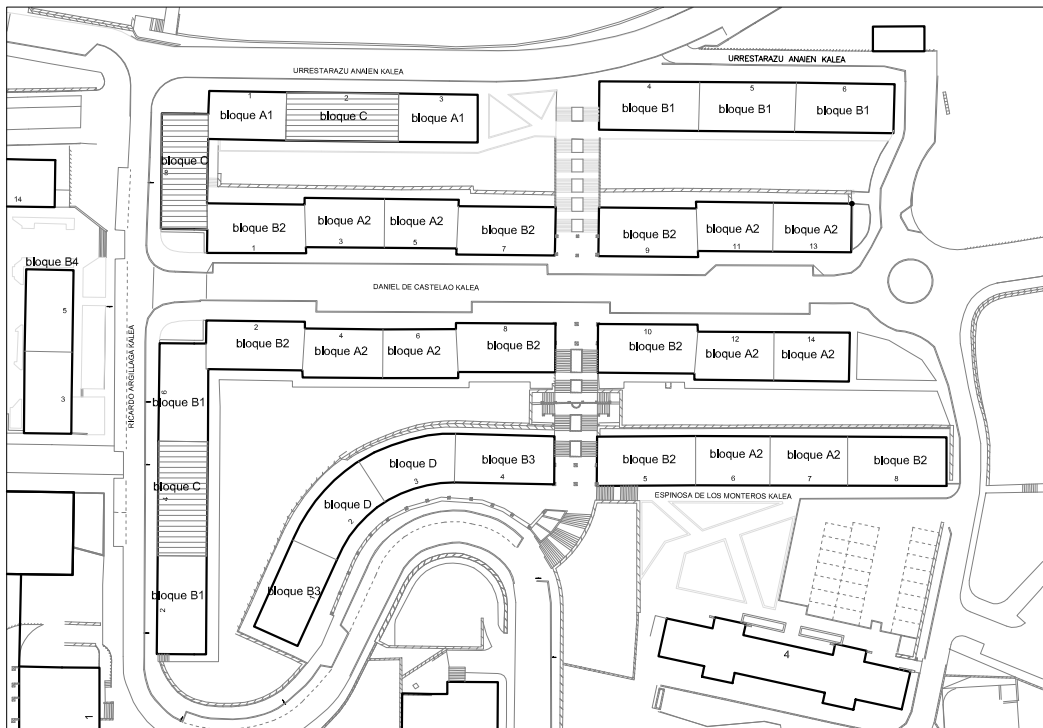 URRESTARAZU ANAIEN KALEA
URRESTARAZU ANAIEN KALEA
1
bloque A1
2
bloque C
3
bloque A1
4
bloque B1
5
bloque B1
6
bloque B1
bloque C
8
14
bloque B2
1
bloque A2
3
bloque A2
5
bloque B2
7
bloque B2
9
bloque A2
11
bloque A2
13
bloque B4
5
3
DANIEL DE CASTELAO KALEA
RICARDO ARGILLAGA KALEA
2
bloque B2
4
bloque A2
6
bloque A2
8
bloque B2
10
bloque B2
12
bloque A2
14
bloque A2
6
bloque B1
bloque C
4
bloque B1
2
bloque D
3
bloque B3
4
bloque D
2
bloque B3
bloque B2
5
bloque A2
6
bloque A2
7
bloque B2
8
ESPINOSA DE LOS MONTEROS KALEA
4
1